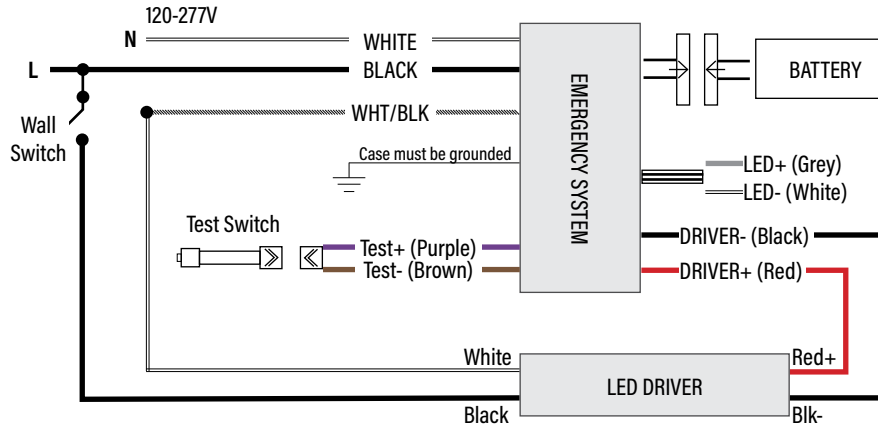 120-277V
N
WHITE
L
BLACK
BATTERY
WHT/BLK
Wall
Switch
Case must be grounded
EMERGENCY SYSTEM
LED+ (Grey)
LED- (White)
Test Switch
Test+ (Purple)
Test- (Brown)
DRIVER- (Black)
DRIVER+ (Red)
White
Red+
LED DRIVER
Black
Blk-